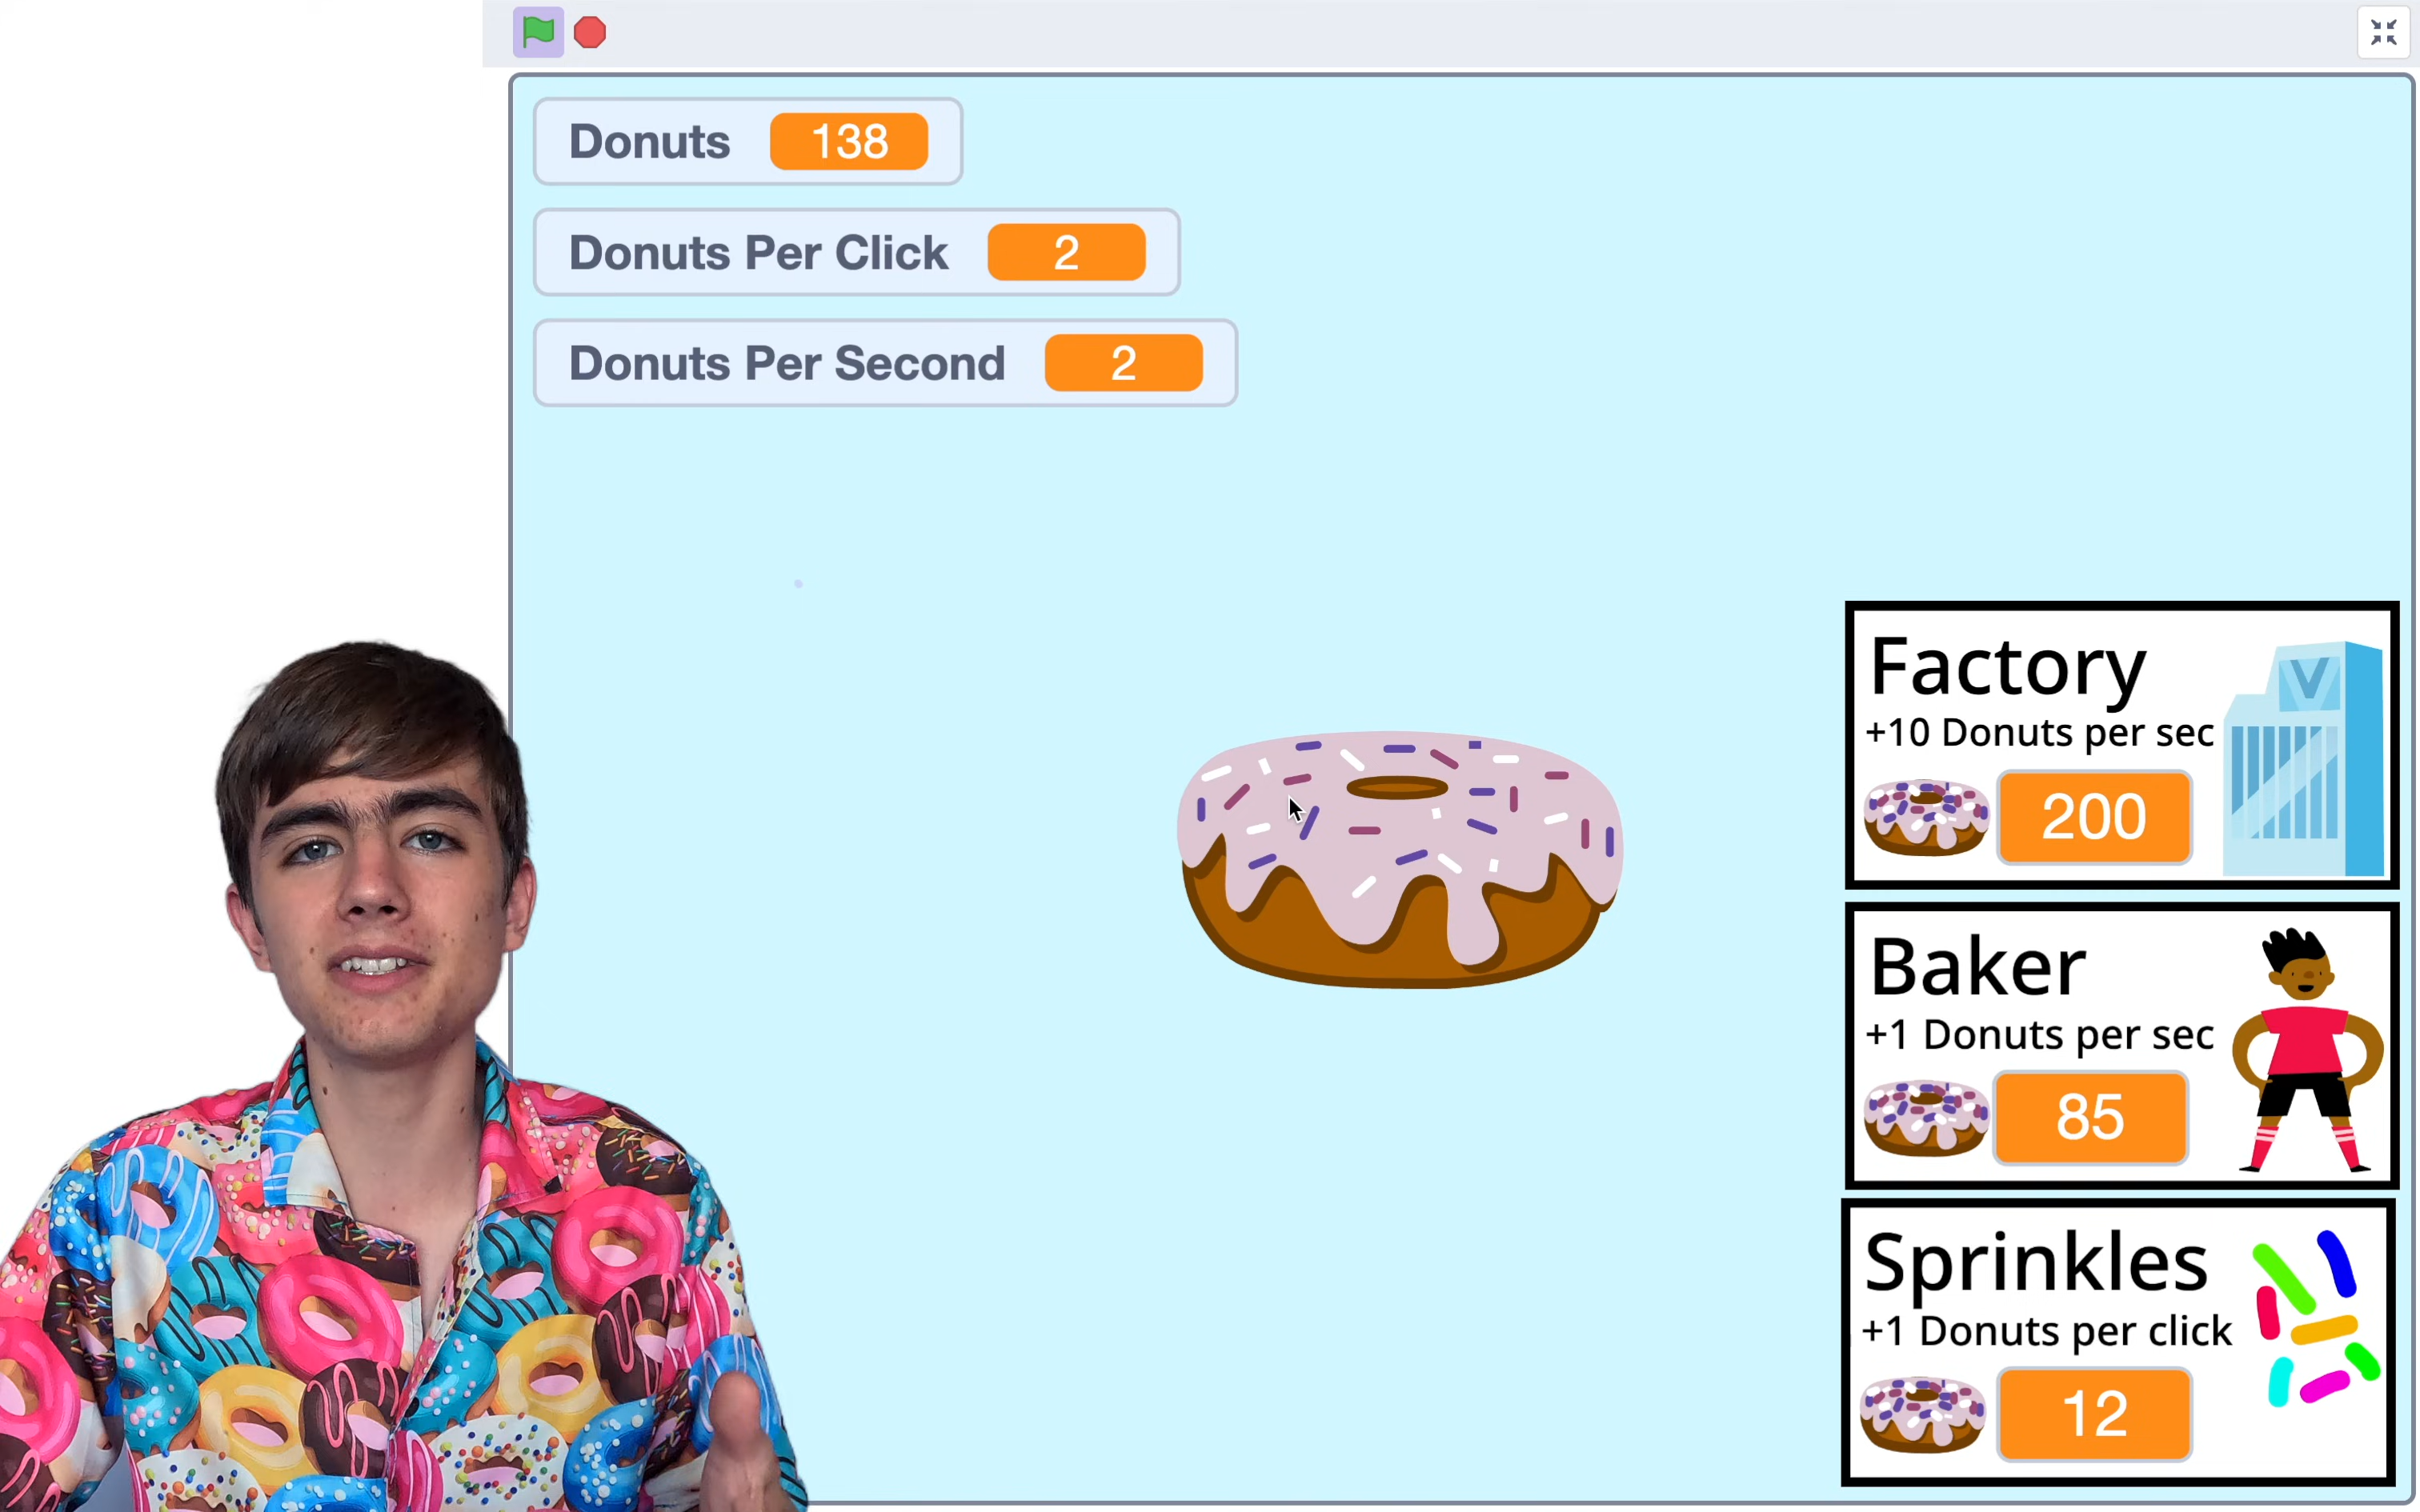 Donuts 138
Donuts Per Click 2
Donuts Per Second 2
Factory
+10 Donuts per sec
200
Baker
+1 Donuts per sec
85
Sprinkles
+1 Donuts per click
12